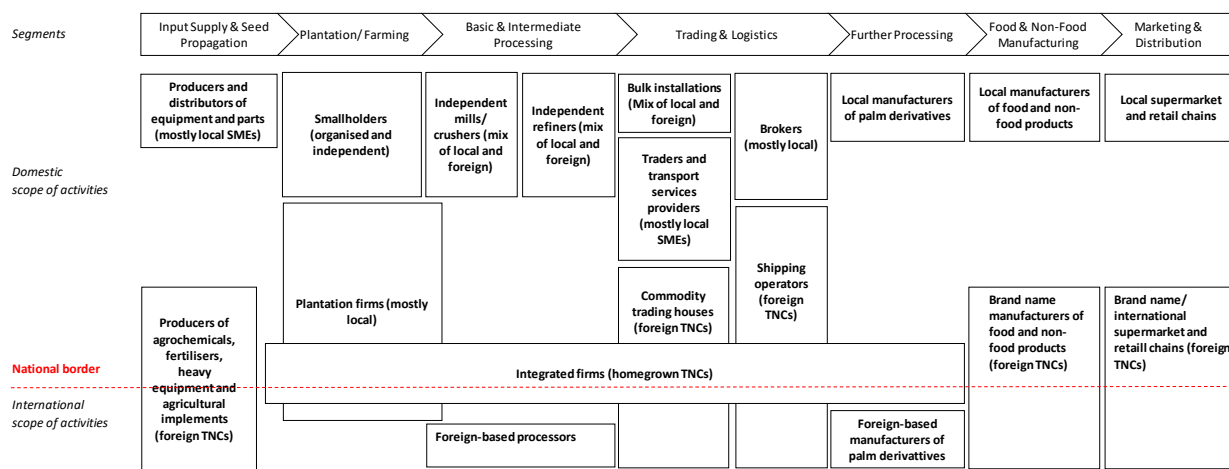 Segments
Input Supply & Seed
Propagation
Plantation/ Farming
Basic & Intermediate
Processing
Trading & Logistics
Further Processing
Food & Non-Food
Manufacturing
Marketing &
Distribution
Domestic
scope of activities
Producers and
distributors of
equipment and parts
(mostly local SMEs)
Smallholders
(organised and
independent)
Independent
mills/
crushers (mix
of local and
foreign)
Independent
refiners (mix
of local and
foreign)
Bulk installations
(Mix of local and
foreign)
Brokers
(mostly local)
Local manufacturers
of palm derivatives
Local manufacturers
of food and non-
food products
Local supermarket
and retail chains
Traders and
transport
services
providers
(mostly local
SMEs)
Plantation firms (mostly
local)
Commodity
trading houses
(foreign TNCs)
Shipping
operators
(foreign
TNCs)
Producers of
agrochemicals,
fertilisers,
heavy
equipment and
agricultural
implements
(foreign TNCs)
Brand name
manufacturers of
food and non-
food products
(foreign TNCs)
Brand name/
international
supermarket and
retaill chains (foreign
TNCs)
Integrated firms (homegrown TNCs)
National border
International
scope of activities
Foreign-based processors
Foreign-based
manufacturers of
palm derivattives